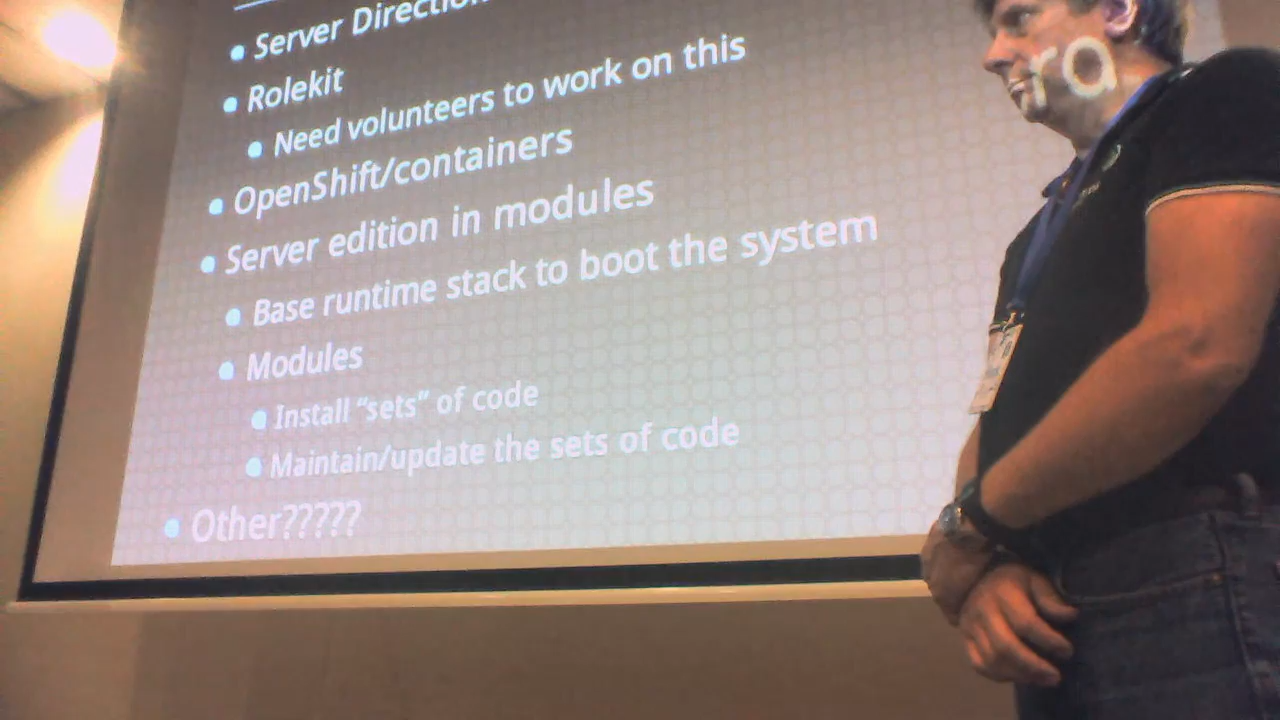 Server Direction
Rolekit
Need volunteers to work on this
OpenShift/containers
Server edition in modules
Base runtime stack to boot the system
Modules
Install “sets” of code
Maintain/update the sets of code
Other?????
ra